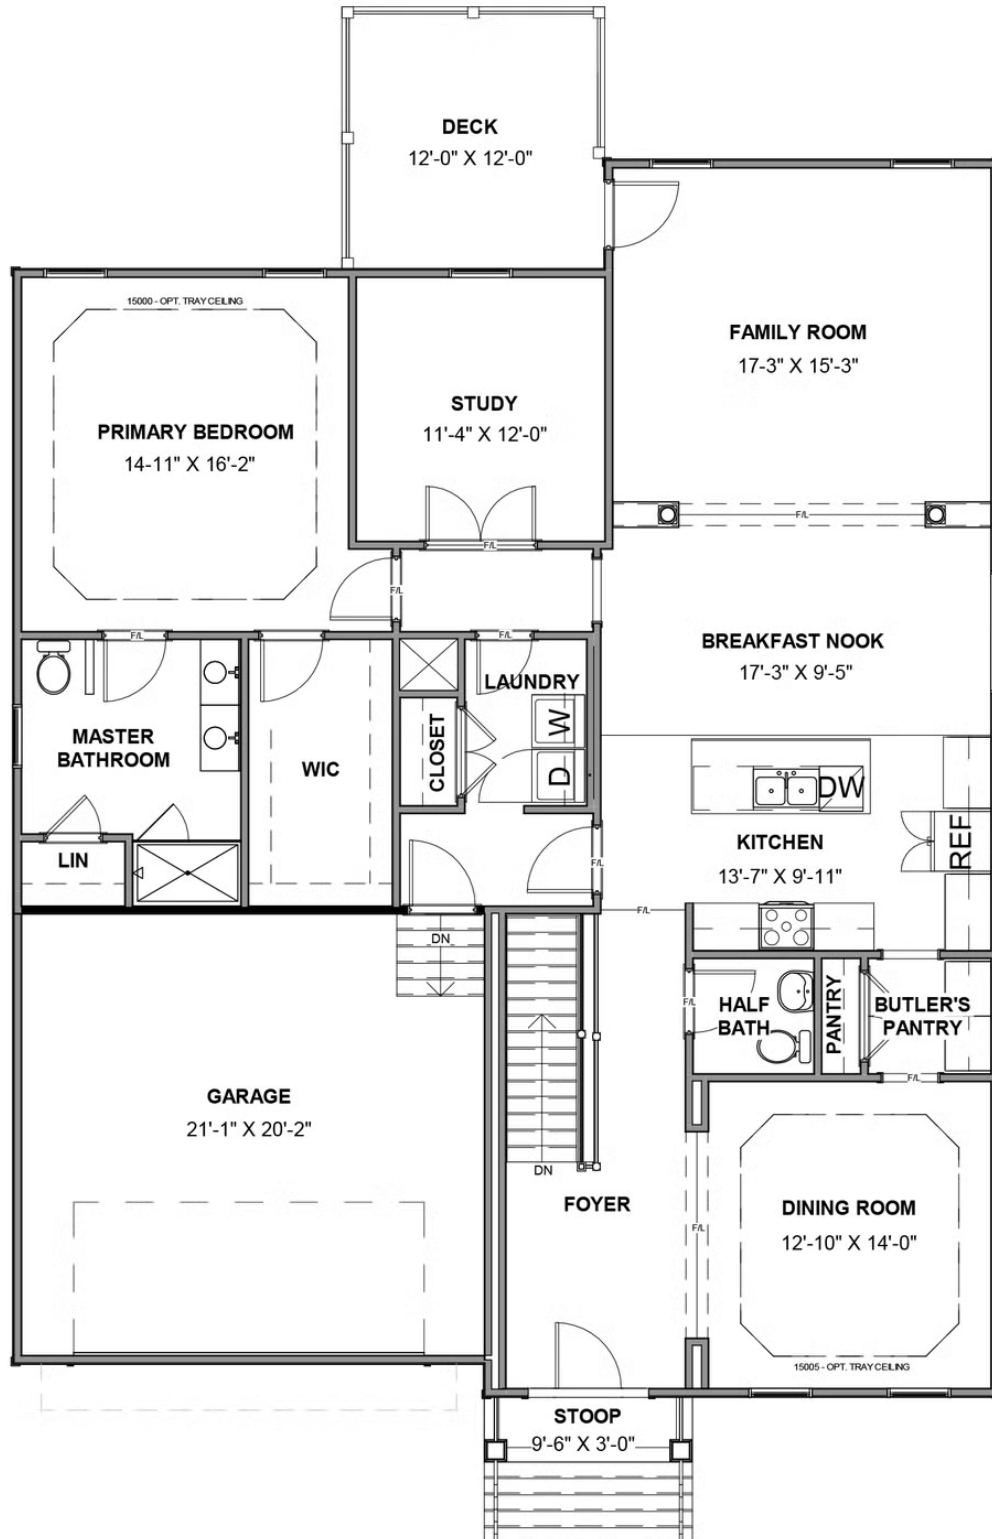 DECK
12'-0" X 12'-0"
15000 - OPT. TRAY CEILING
FAMILY ROOM
17-3" X 15'-3"
STUDY
11'-4" X 12'-0"
PRIMARY BEDROOM
14-11" X 16'-2"
F/L
F/L
F/L
F/L
F/L
BREAKFAST NOOK
17'-3" X 9'-5"
LAUNDRY
MASTER
BATHROOM
WIC
CLOSET
W
D
DW
KITCHEN
13'-7" X 9'-11"
REF
LIN
F/L
F/L
DN
HALF
BATH
F/L
PANTRY
BUTLER'S
PANTRY
F/L
GARAGE
21'-1" X 20'-2"
DN
FOYER
F/L
DINING ROOM
12'-10" X 14'-0"
15005 - OPT. TRAY CEILING
STOOP
9'-6" X 3'-0"